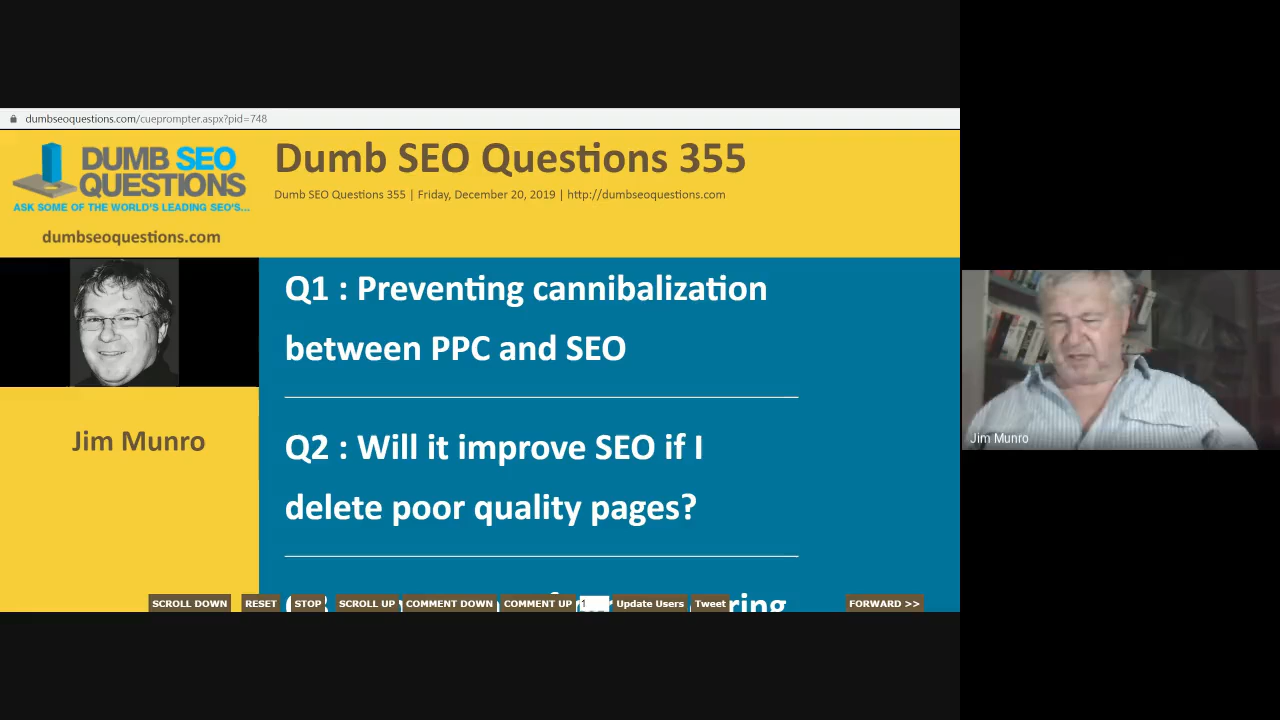 dumbseoquestions.com/cueprompter.aspx?pid=748
DUMB SEO
QUESTIONS
ASK SOME OF THE WORLD'S LEADING SEO'S...
dumbseoquestions.com
Dumb SEO Questions 355
Dumb SEO Questions 355 | Friday, December 20, 2019 | http://dumbseoquestions.com
Jim Munro
Q1 : Preventing cannibalization
between PPC and SEO
Q2 : Will it improve SEO if I
delete poor quality pages?
SCROLL DOWN RESET STOP SCROLL UP COMMENT DOWN COMMENT UP 1 Update Users Tweet FORWARD >>
Jim Munro